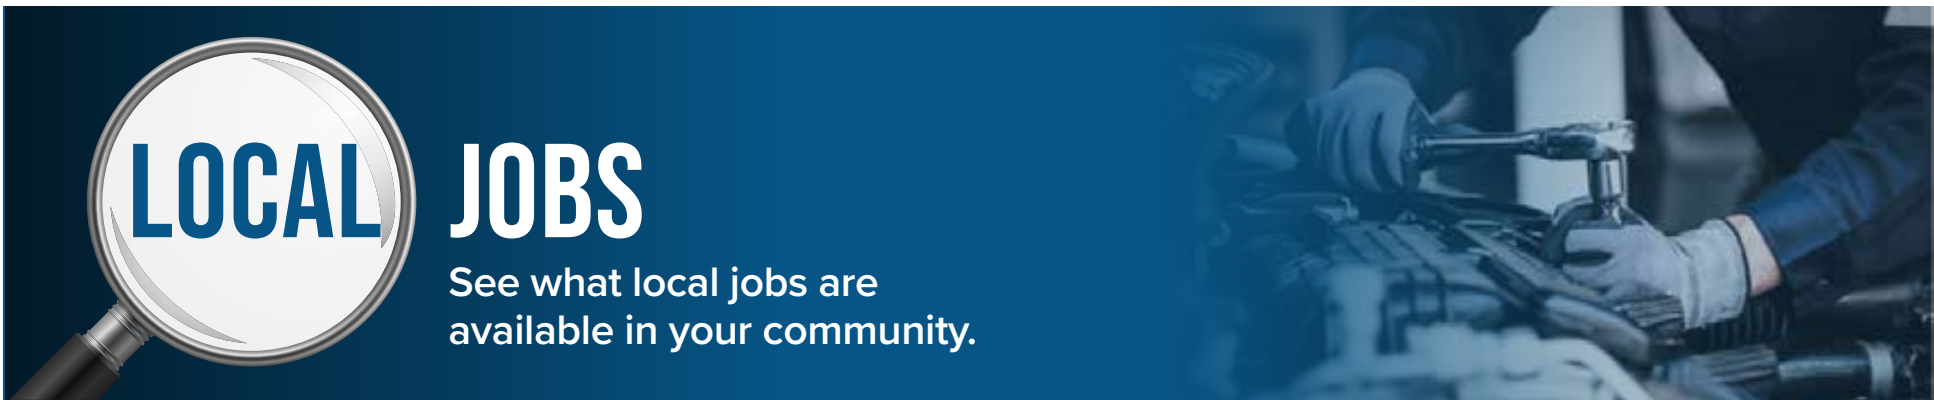 LOCAL JOBS
See what local jobs are
available in your community.